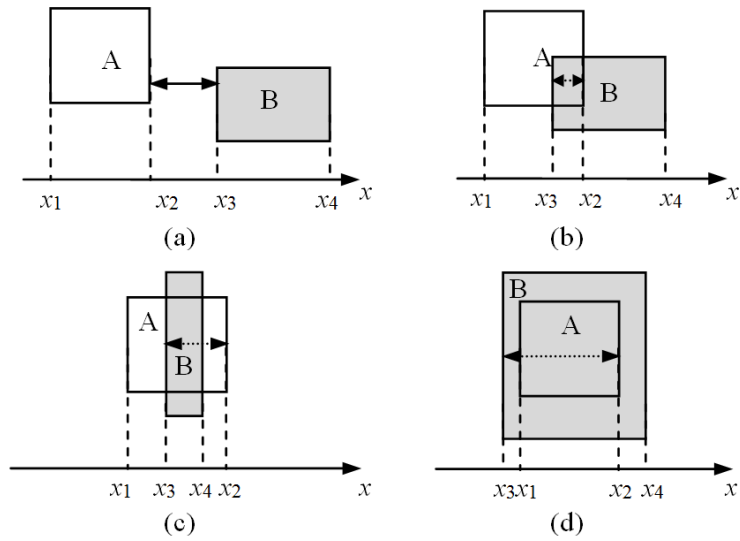 A
B
x1 x2 x3 x4 x
(a)
A
B
x1 x3 x2 x4 x
(b)
A
B
x1 x3 x4 x2 x
(c)
B
A
x3 x1 x2 x4 x
(d)